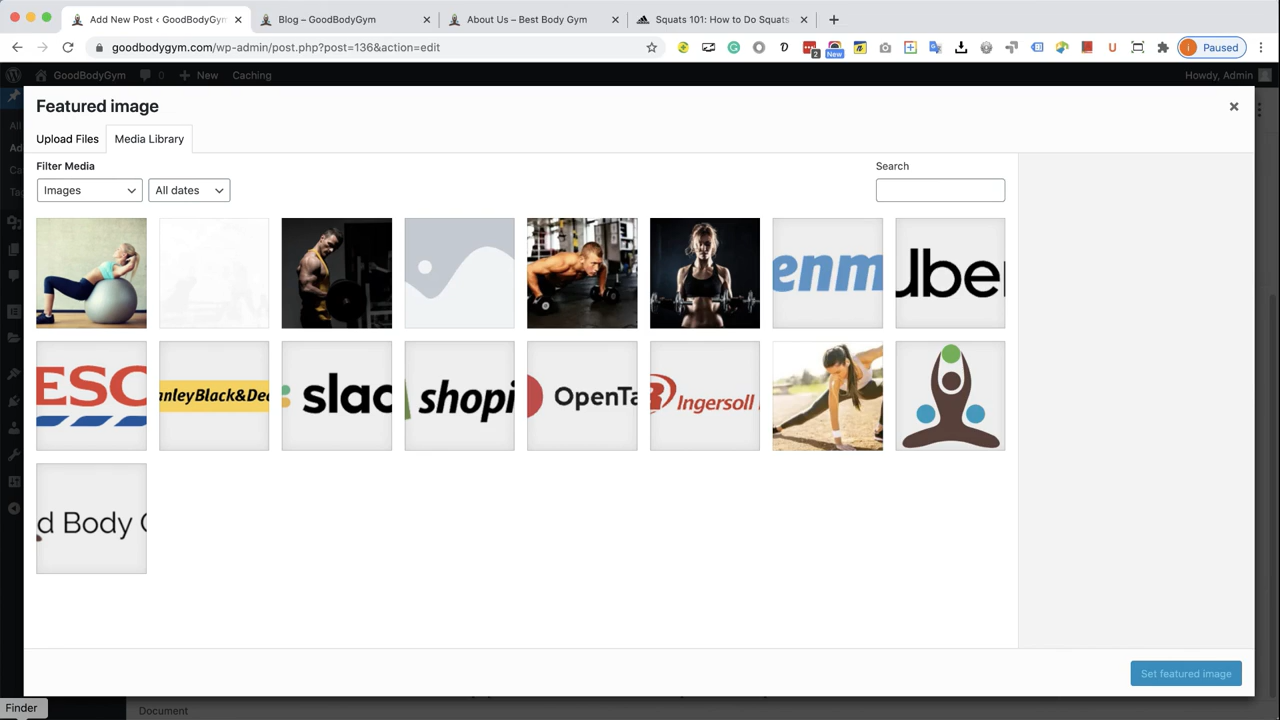 Add New Post ‹ GoodBodyGym
Blog – GoodBodyGym
About Us – Best Body Gym
Squats 101: How to Do Squats
goodbodygym.com/wp-admin/post.php?post=136&action=edit
2
New
i Paused
GoodBodyGym
0
New
Caching
Howdy, Admin
Featured image
Upload Files
Media Library
Filter Media
Search
Images
All dates
enm
uber
ESC
nleyBlack&De
slac
shopi
OpenTa
Ingersoll
d Body
Set featured image
Finder
Document